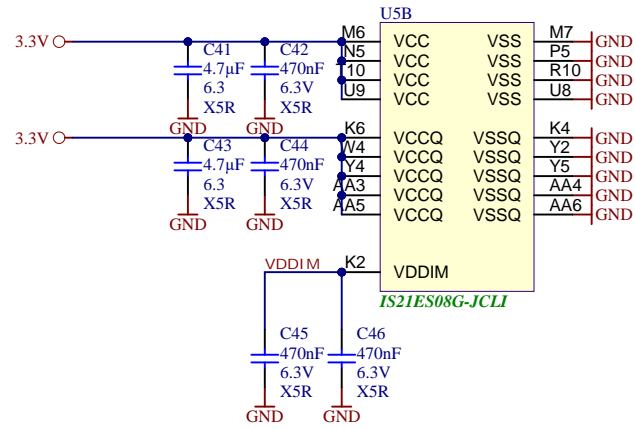 U5B
3.3V
C41
4.7µF
6.3
X5R
GND
C42
470nF
6.3V
X5R
GND
M6 VCC VSS M7 GND
N5 VCC VSS P5 GND
T10 VCC VSS R10 GND
U9 VCC VSS U8 GND
3.3V
C43
4.7µF
6.3
X5R
GND
C44
470nF
6.3V
X5R
GND
K6 VCCQ VSSQ K4 GND
W4 VCCQ VSSQ Y2 GND
Y4 VCCQ VSSQ Y5 GND
AA3 VCCQ VSSQ AA4 GND
AA5 VCCQ VSSQ AA6 GND
VDDIM K2 VDDIM
IS21ES08G-JCLI
C45
470nF
6.3V
X5R
GND
C46
470nF
6.3V
X5R
GND